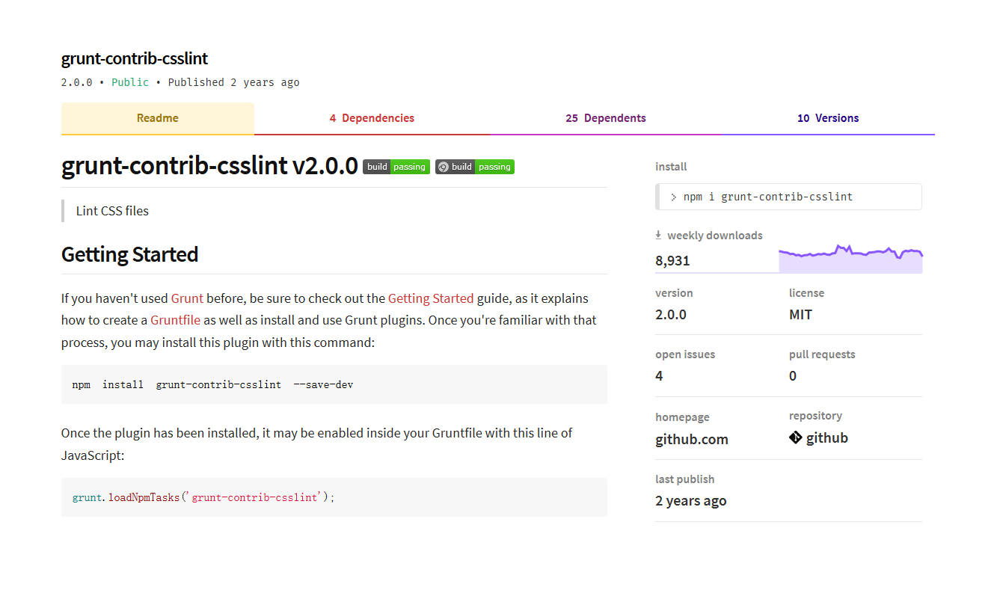 grunt-contrib-csslint
2.0.0 • Public • Published 2 years ago
Readme
4 Dependencies
25 Dependents
10 Versions
grunt-contrib-csslint v2.0.0 build passing build passing
Lint CSS files
Getting Started
If you haven't used Grunt before, be sure to check out the Getting Started guide, as it explains
how to create a Gruntfile as well as install and use Grunt plugins. Once you're familiar with that
process, you may install this plugin with this command:
npm install grunt-contrib-csslint --save-dev
Once the plugin has been installed, it may be enabled inside your Gruntfile with this line of
JavaScript:
grunt.loadNpmTasks('grunt-contrib-csslint');
install
> npm i grunt-contrib-csslint
weekly downloads
8,931
version
2.0.0
license
MIT
open issues
4
pull requests
0
homepage
github.com
repository
github
last publish
2 years ago